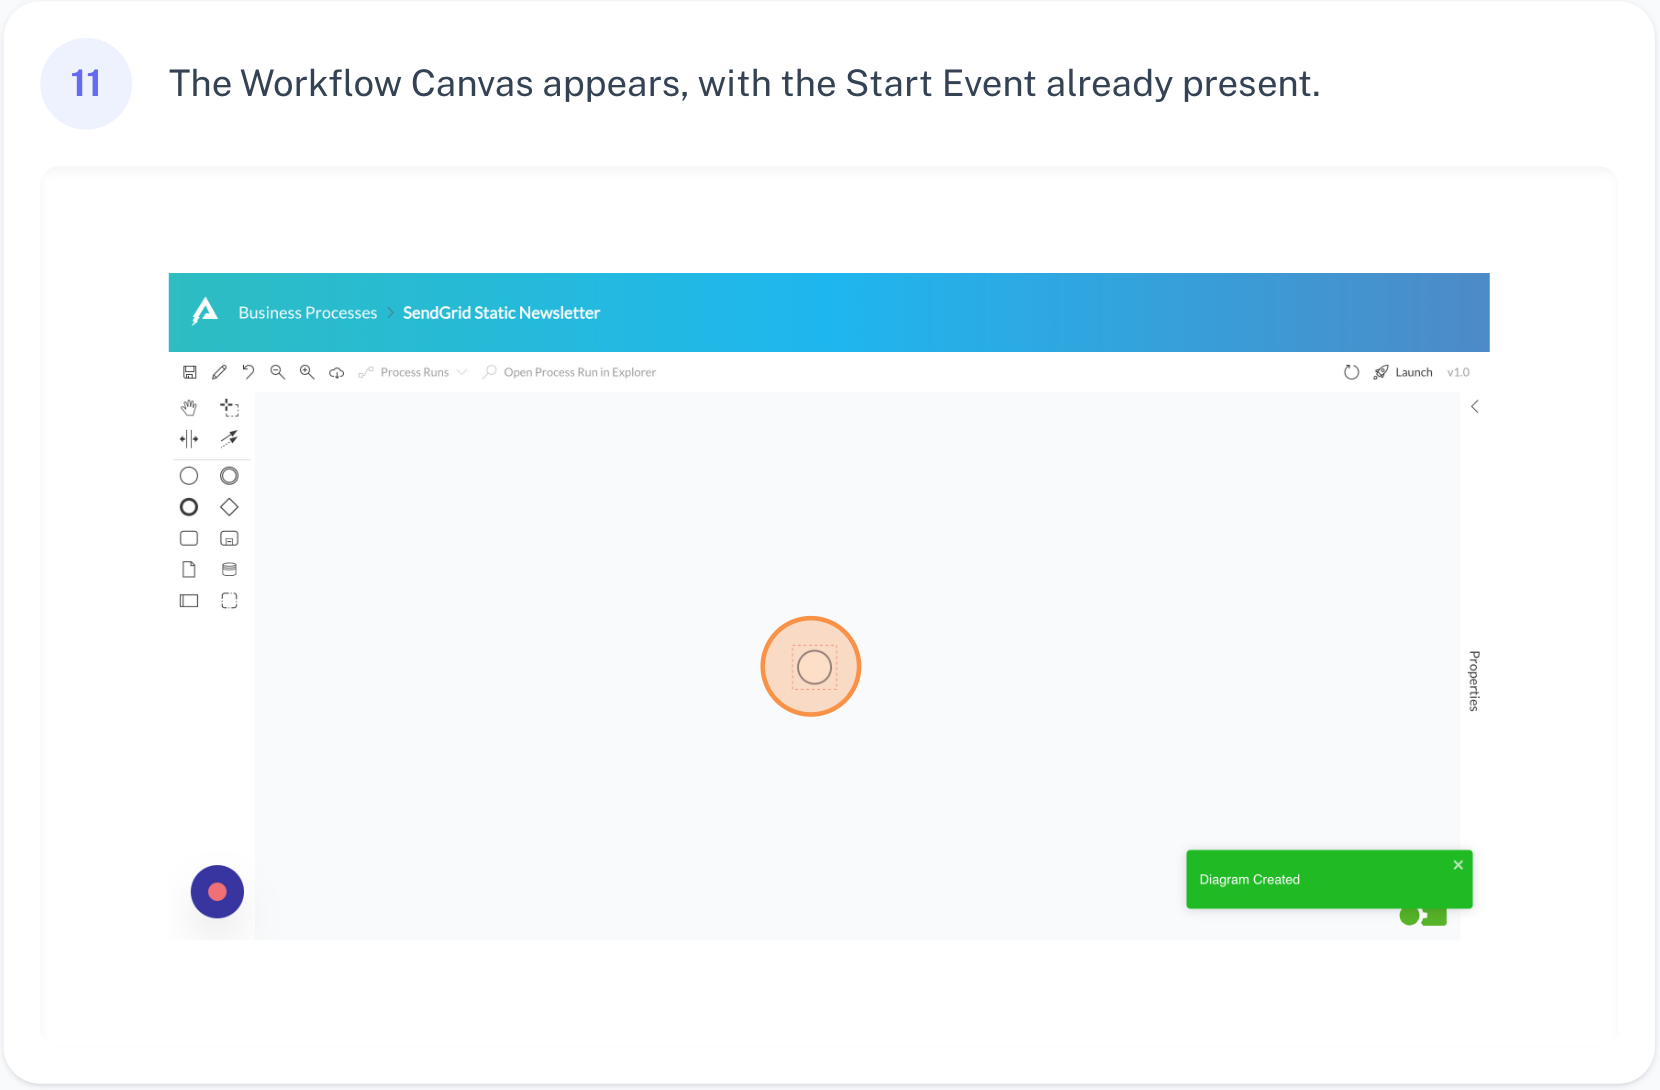 11
The Workflow Canvas appears, with the Start Event already present.
Business Processes > SendGrid Static Newsletter
Process Runs Open Process Run in Explorer Launch v1.0
Properties
Diagram Created